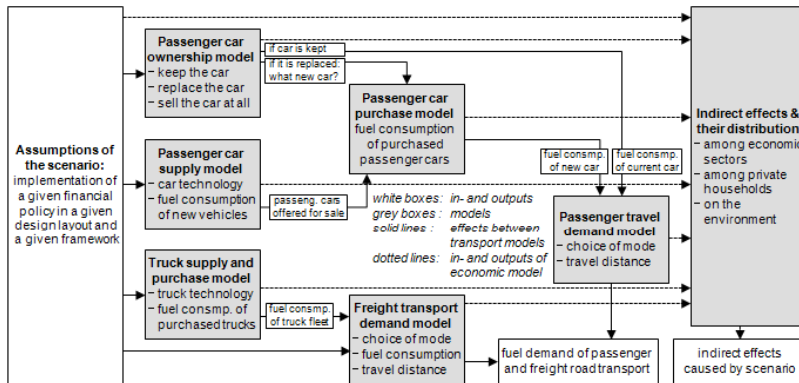 Assumptions of
the scenario:
implementation of
a given financial
policy in a given
design layout and
a given framework
Passenger car
ownership model
– keep the car
– replace the car
– sell the car at all
if car is kept
if it is replaced:
what new car?
Passenger car
purchase model
fuel consumption
of purchased
passenger cars
Passenger car
supply model
– car technology
– fuel consumption
of new vehicles
passeng. cars
offered for sale
fuel consmp.
of new car
fuel consmp.
of current car
white boxes: in- and outputs
grey boxes: models
solid lines: effects between
transport models
dotted lines: in- and outputs of
economic model
Passenger travel
demand model
– choice of mode
– travel distance
Truck supply and
purchase model
– truck technology
– fuel consmp. of
purchased trucks
fuel consmp.
of truck fleet
Freight transport
demand model
– choice of mode
– fuel consumption
– travel distance
Indirect effects &
their distribution
– among economic
sectors
– among private
households
– on the
environment
fuel demand of passenger
and freight road transport
indirect effects
caused by scenario